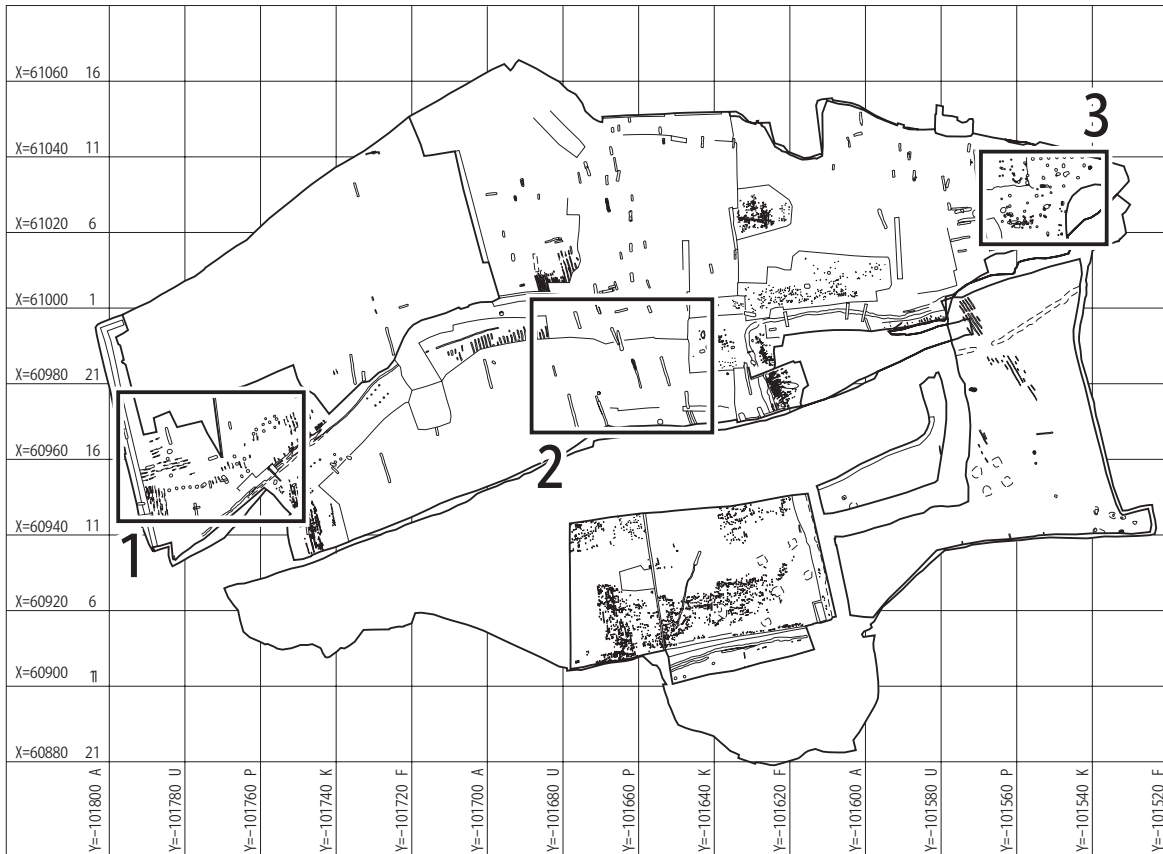 X=61060 16
X=61040 11
X=61020 6
X=61000 1
X=60980 21
X=60960 16
X=60940 11
X=60920 6
X=60900 1
X=60880 21
1
2
3
Y=-101800 A
Y=-101780 U
Y=-101760 P
Y=-101740 K
Y=-101720 F
Y=-101700 A
Y=-101680 U
Y=-101660 P
Y=-101640 K
Y=-101620 F
Y=-101600 A
Y=-101580 U
Y=-101560 P
Y=-101540 K
Y=-101520 F